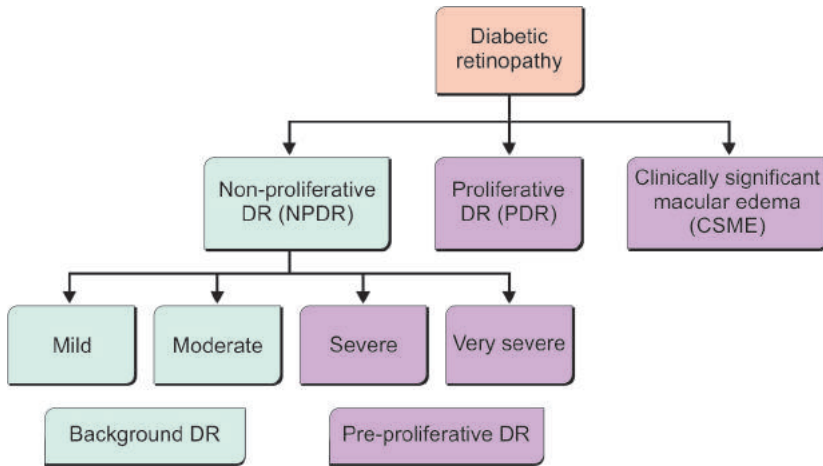 Diabetic
retinopathy
Non-proliferative
DR (NPDR)
Proliferative
DR (PDR)
Clinically significant
macular edema
(CSME)
Mild
Moderate
Severe
Very severe
Background DR
Pre-proliferative DR